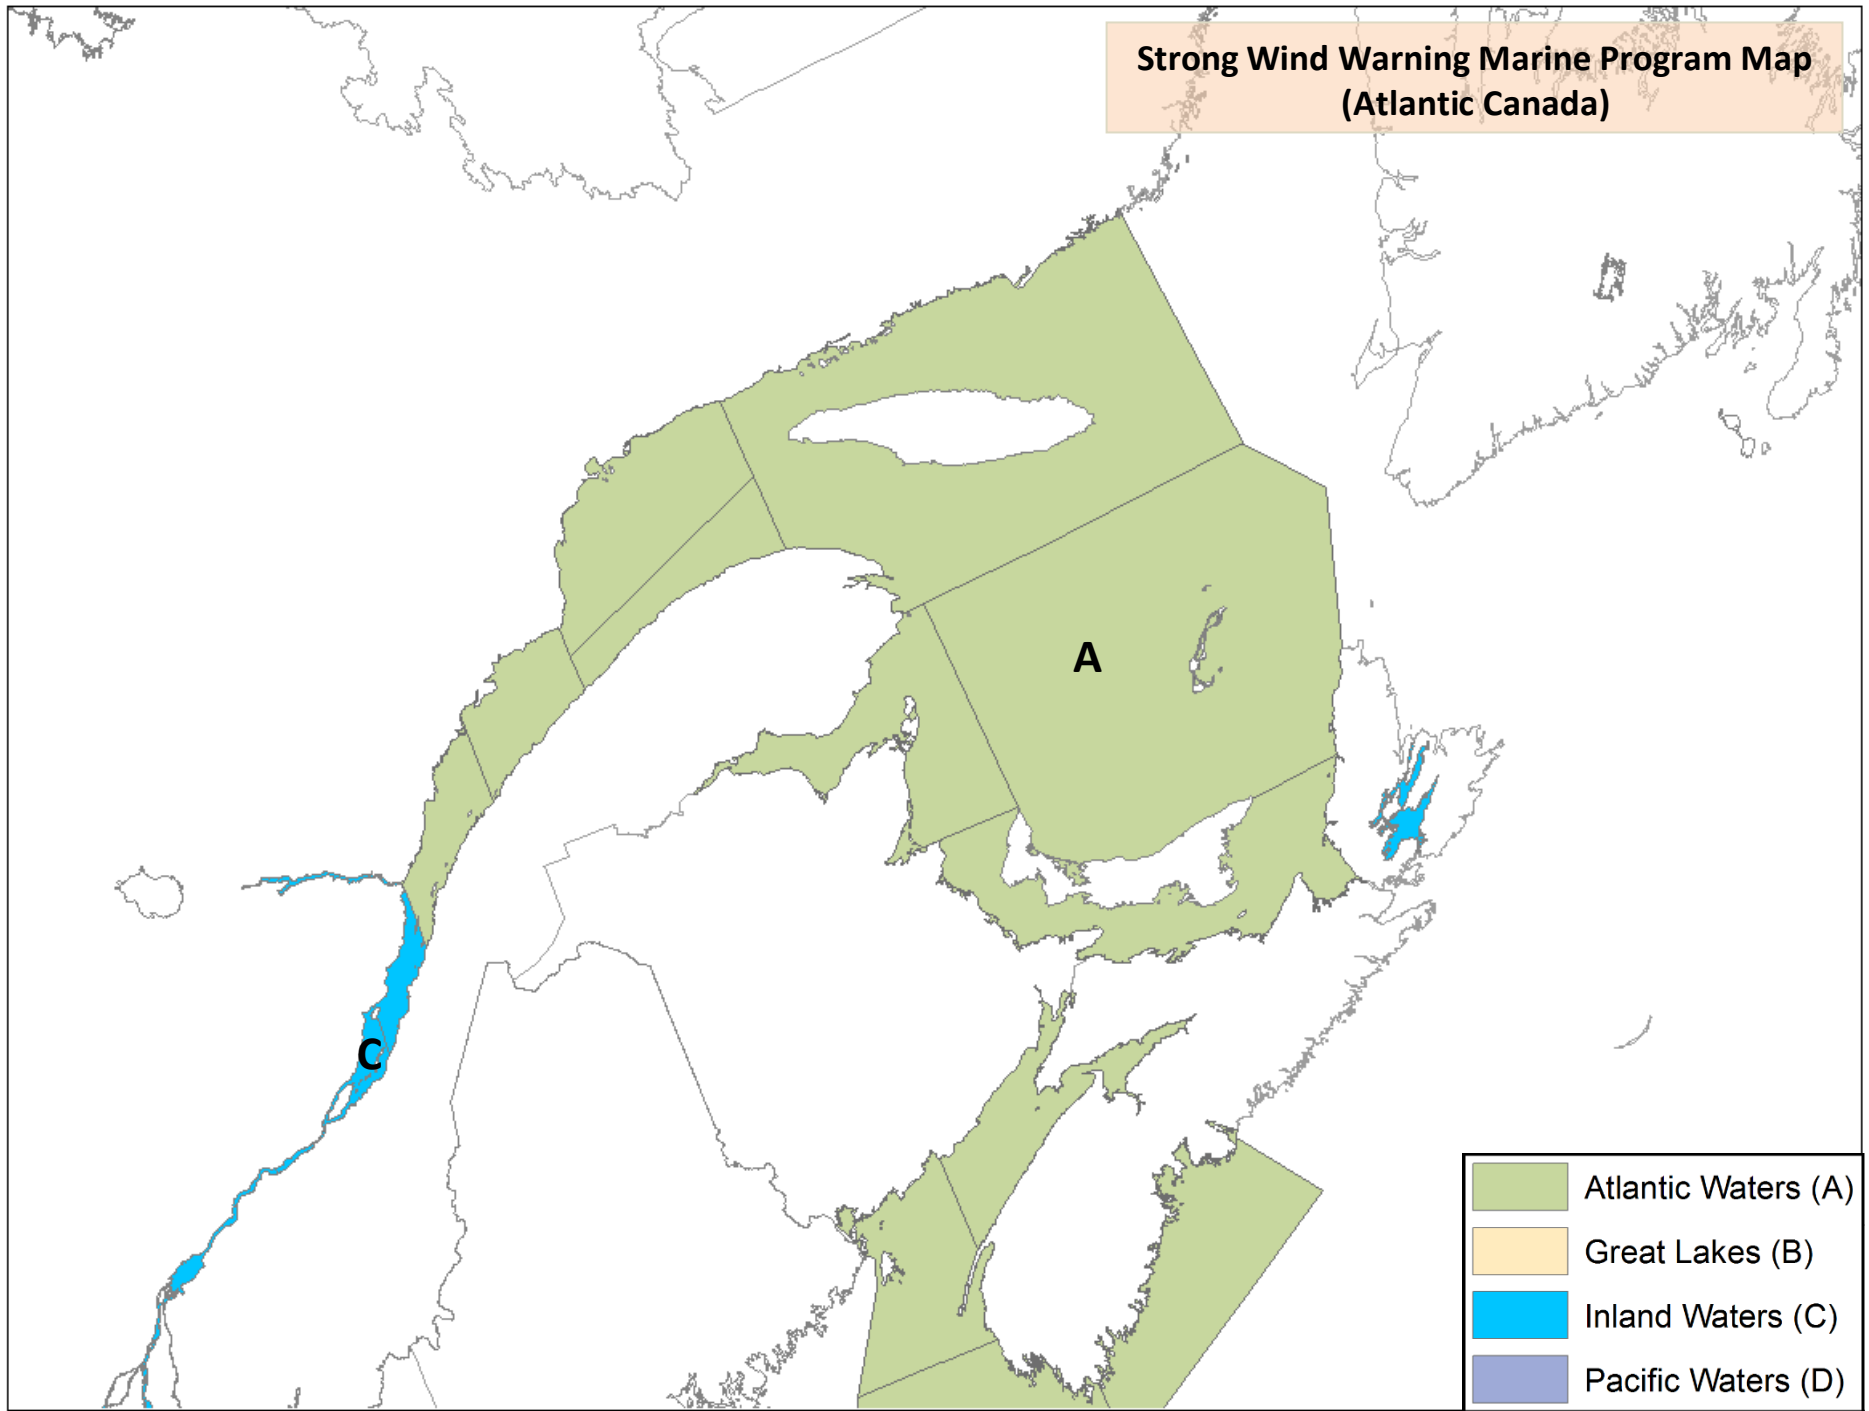 Strong Wind Warning Marine Program Map
(Atlantic Canada)
A
C
Atlantic Waters (A)
Great Lakes (B)
Inland Waters (C)
Pacific Waters (D)